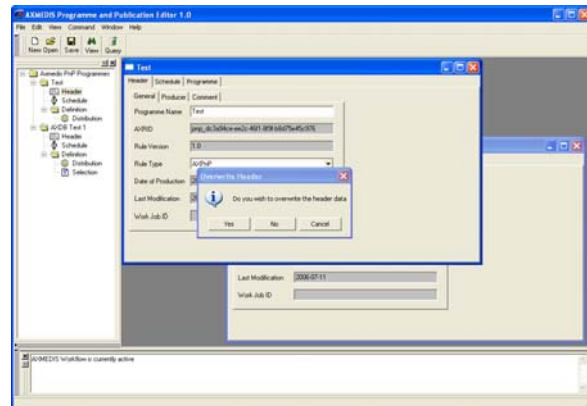 AXMEDIS Programme and Publication Editor 1.0
File Edit View Command Window Help
New Open Save View Query
Axmedis PnP Programmes
Test
Header
Schedule
Definition
Distribution
AXDB Test 1
Header
Schedule
Definition
Distribution
Selection
Test
Header Schedule Programme
General Producer Comment
Programme Name Test
AXRID
Rule Version 1.0
Rule Type AXPnP
Date of Production
Last Modification
Work Job ID
Overwrite Header
Do you wish to overwrite the header data
Yes No Cancel
Last Modification 2006-07-11
Work Job ID
AXMEDIS Workflow is currently active